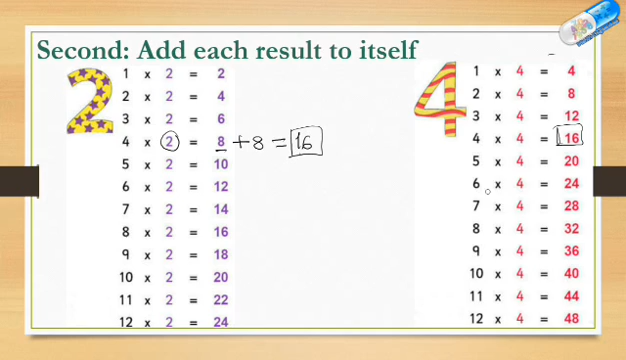 Second: Add each result to itself
2
1 x 2 = 2
2 x 2 = 4
3 x 2 = 6
4 x 2 = 8 + 8 = 16
5 x 2 = 10
6 x 2 = 12
7 x 2 = 14
8 x 2 = 16
9 x 2 = 18
10 x 2 = 20
11 x 2 = 22
12 x 2 = 24
4
1 x 4 = 4
2 x 4 = 8
3 x 4 = 12
4 x 4 = 16
5 x 4 = 20
6 x 4 = 24
7 x 4 = 28
8 x 4 = 32
9 x 4 = 36
10 x 4 = 40
11 x 4 = 44
12 x 4 = 48